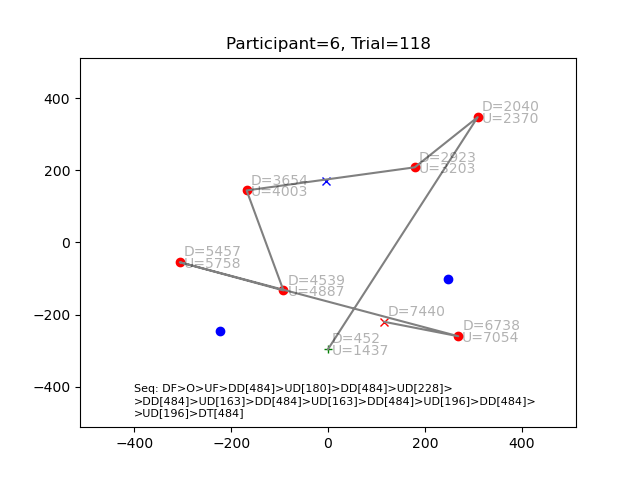 Participant=6, Trial=118
400
200
0
−200
−400
D=2040
U=2370
D=2923
U=3203
D=3654
U=4003
D=5457
U=5758
D=4539
U=4887
D=7440
D=6738
U=7054
D=452
U=1437
Seq: DF>O>UF>DD[484]>UD[180]>DD[484]>UD[228]>
>DD[484]>UD[163]>DD[484]>UD[163]>DD[484]>UD[196]>DD[484]>
>UD[196]>DT[484]
−400 −200 0 200 400